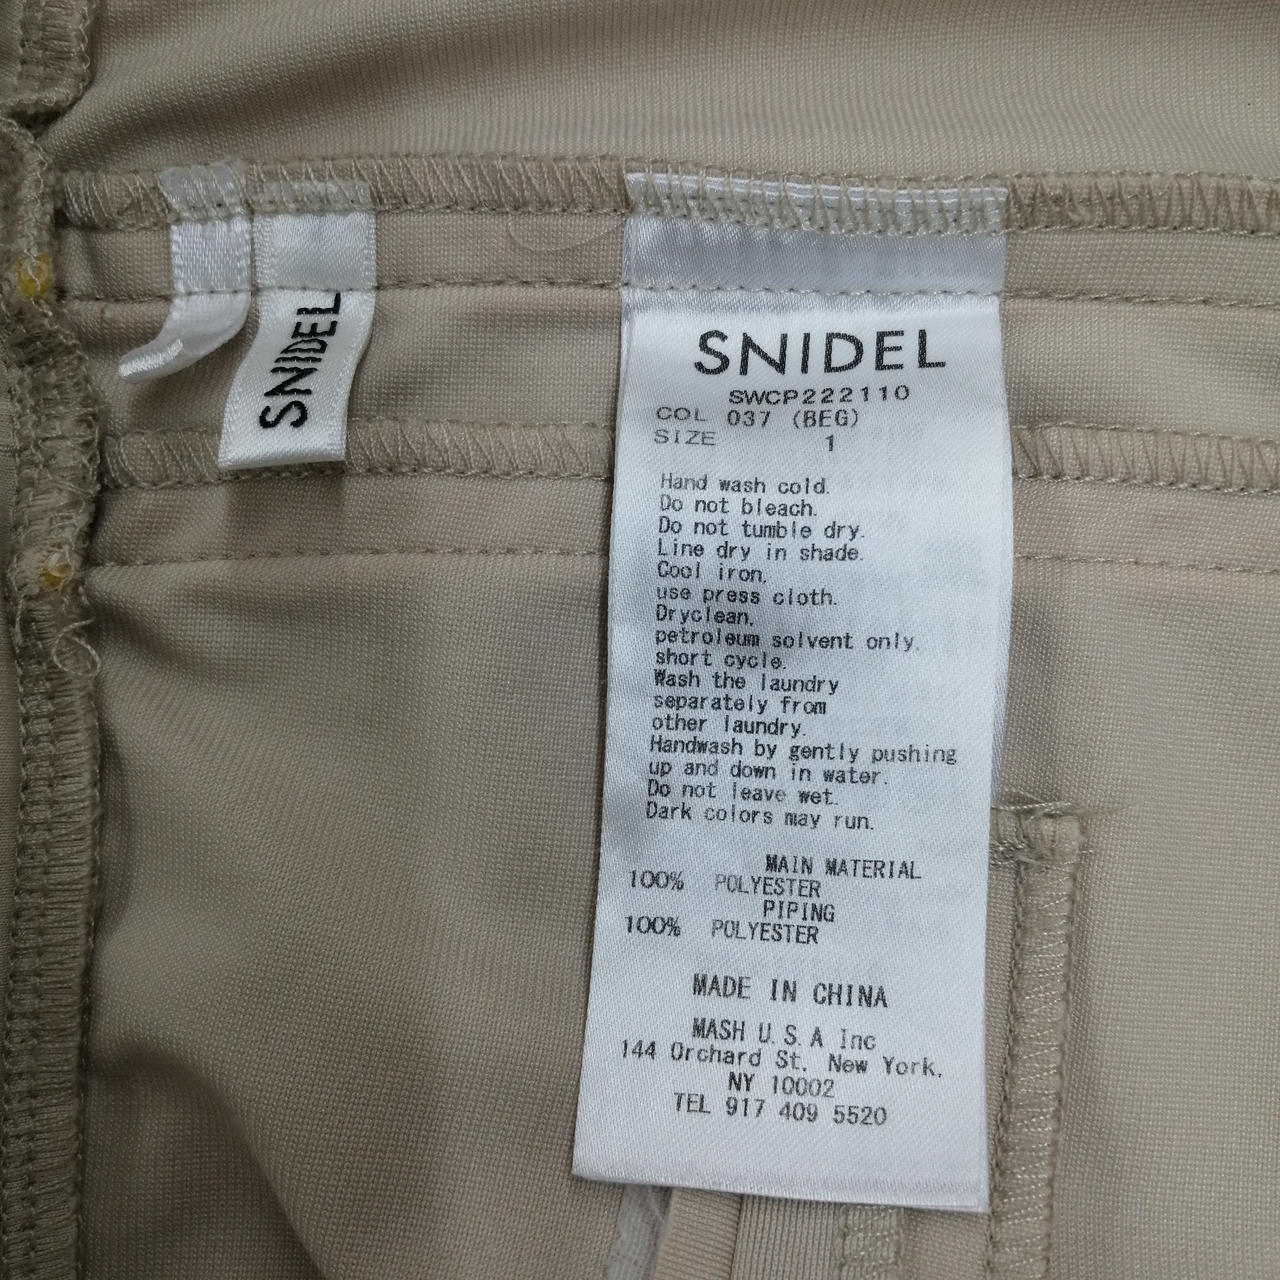 SNIDEL
SNIDEL
SWCP222110
COL 037 (BEG)
SIZE 1
Hand wash cold.
Do not bleach.
Do not tumble dry.
Line dry in shade.
Cool iron.
use press cloth.
Dryclean.
petroleum solvent only.
short cycle.
Wash the laundry
separately from
other laundry.
Handwash by gently pushing
up and down in water.
Do not leave wet.
Dark colors may run.
MAIN MATERIAL
100% POLYESTER
PIPING
100% POLYESTER
MADE IN CHINA
MASH U.S.A Inc
144 Orchard St. New York.
NY 10002
TEL 917 409 5520